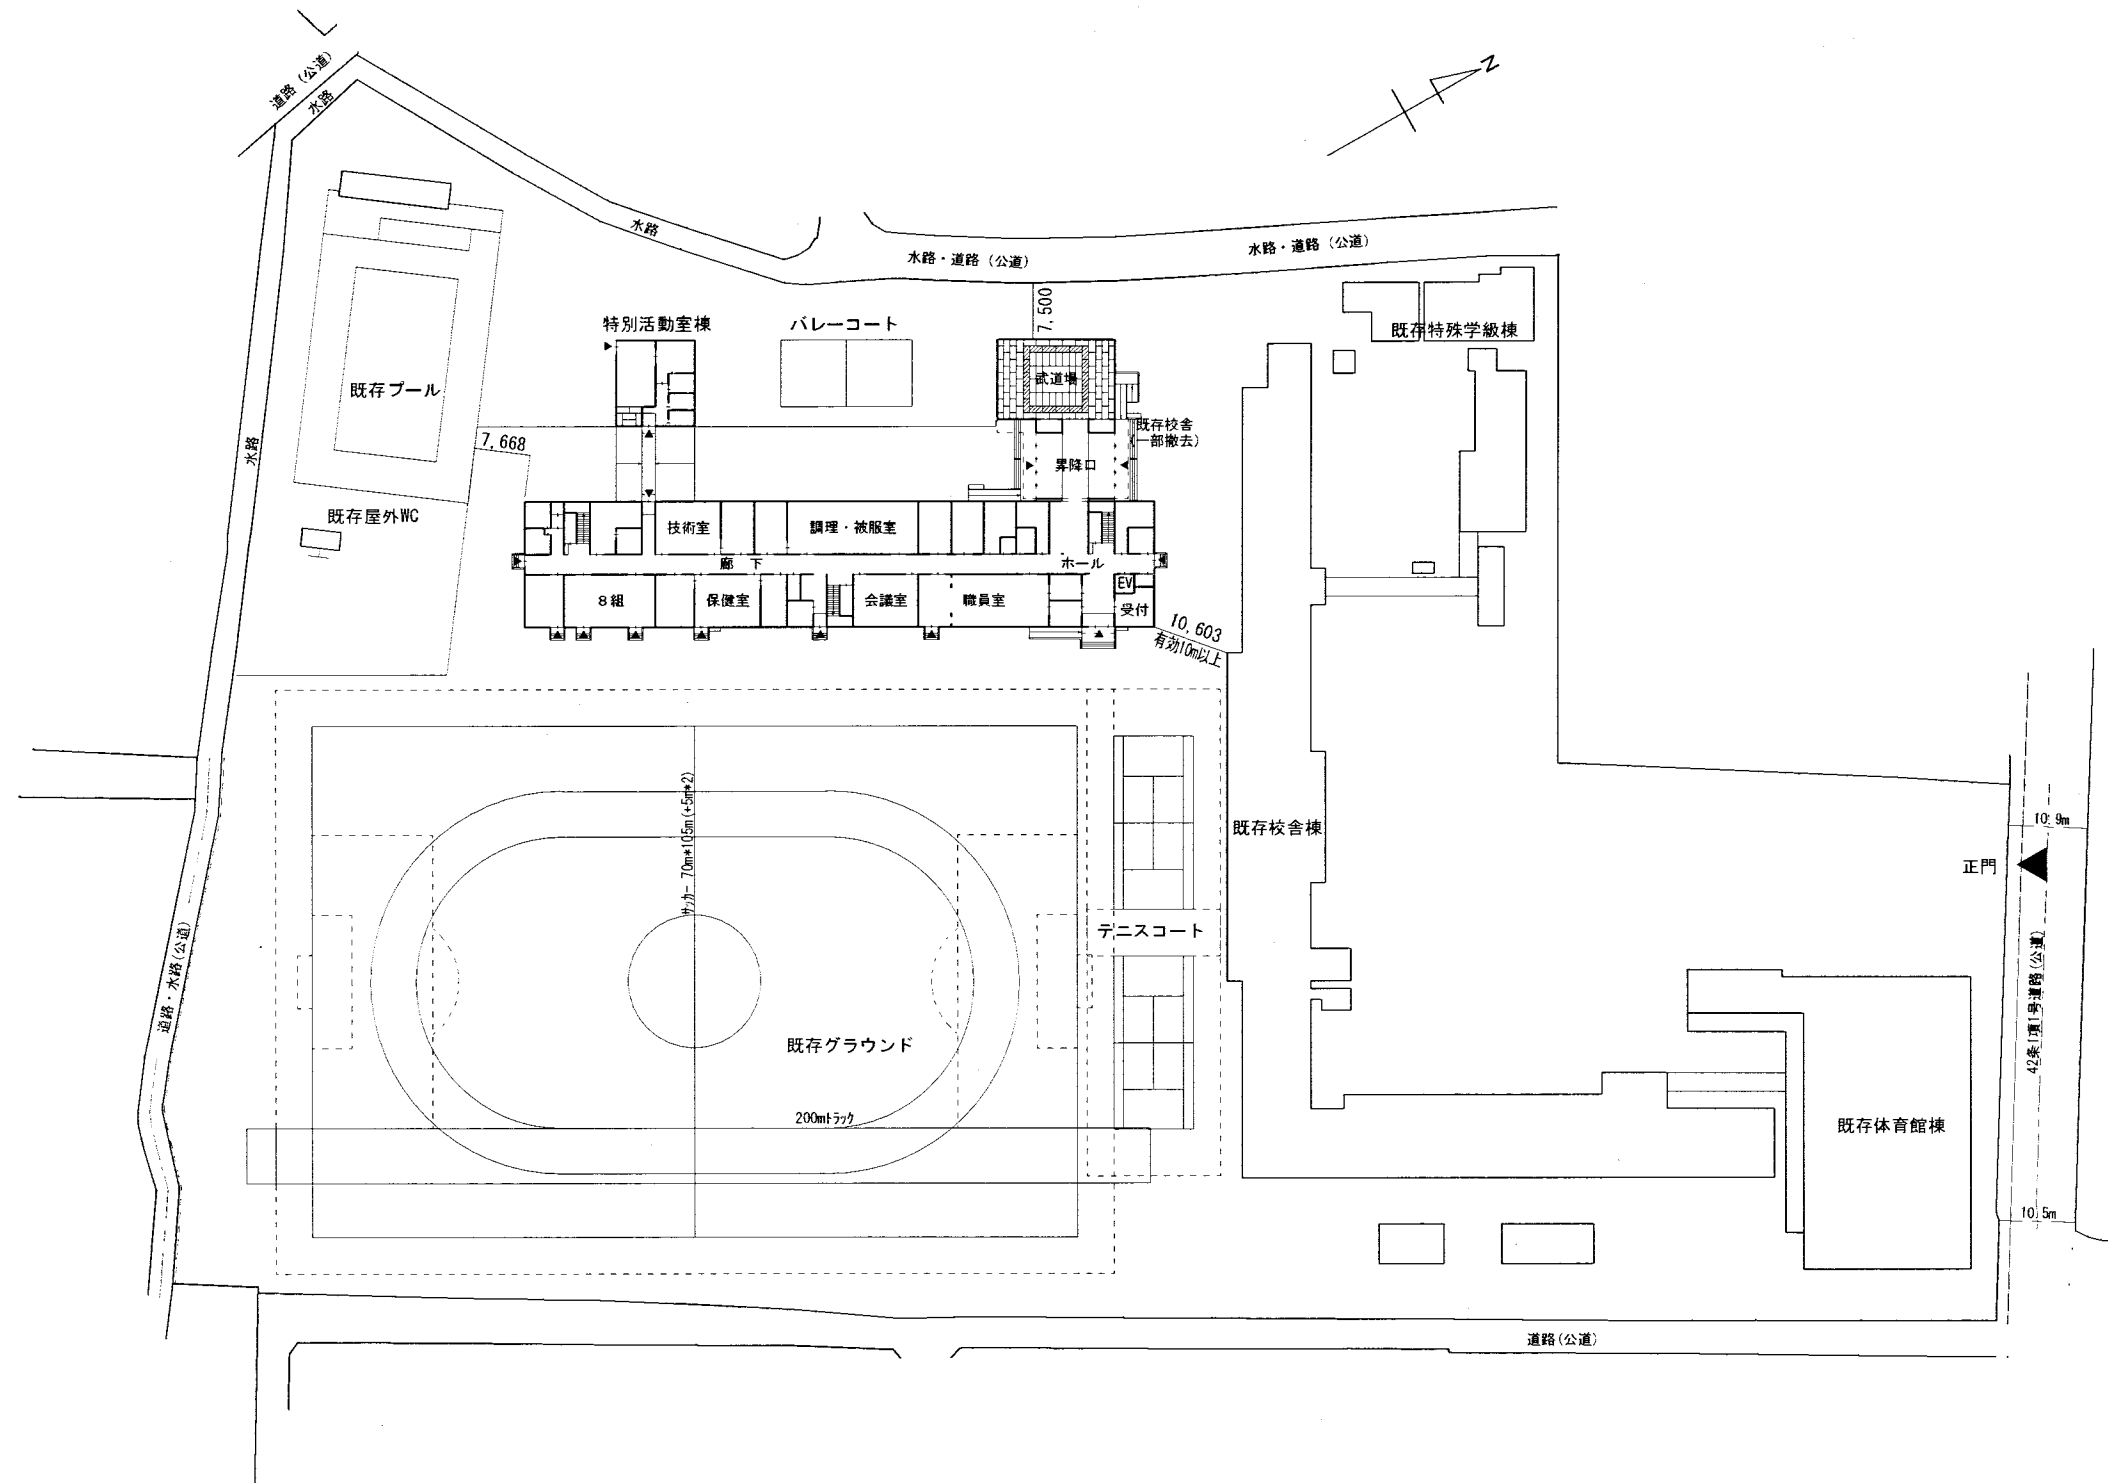 道路（公道）
水路
N
水路
水路・道路（公道）
水路・道路（公道）
7,500
特別活動室棟
バレーコート
既存特殊学級棟
武道場
既存プール
既存校舎
一部撤去）
7,668
水路
昇降口
既存屋外WC
技術室
調理・被服室
廊下
ホール
EV
8組
保健室
会議室
職員室
受付
10,603
有効10m以上
サッカー 70m*105m(+5m*2)
既存校舎棟
10.9m
正門
テニスコート
道路・水路(公道)
42条1項1号道路(公道)
既存グラウンド
200mトラック
既存体育館棟
10.5m
道路(公道)